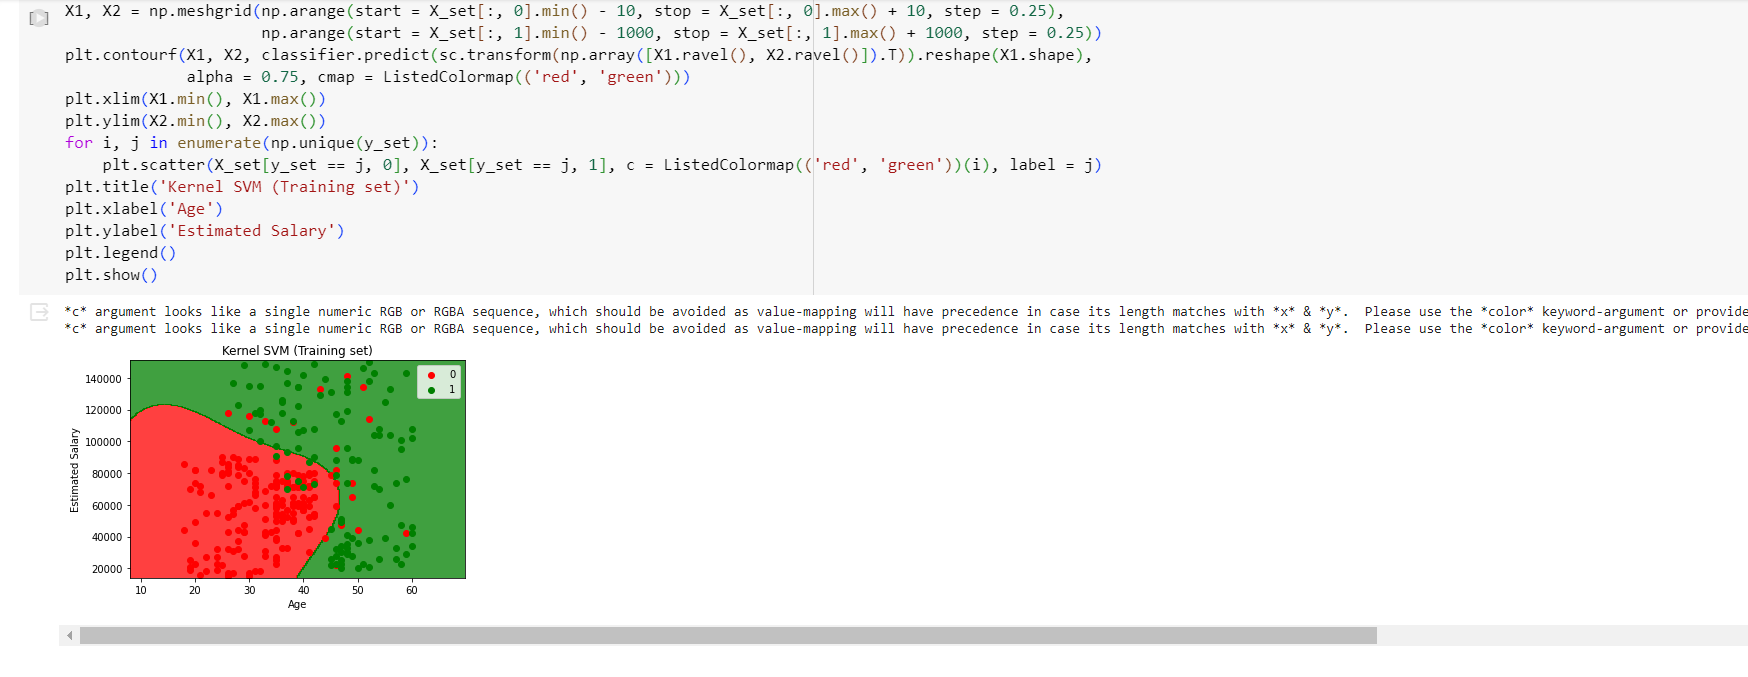 X1, X2 = np.meshgrid(np.arange(start = X_set[:, 0].min() - 10, stop = X_set[:, 0].max() + 10, step = 0.25),
                     np.arange(start = X_set[:, 1].min() - 1000, stop = X_set[:, 1].max() + 1000, step = 0.25))
plt.contourf(X1, X2, classifier.predict(sc.transform(np.array([X1.ravel(), X2.ravel()]).T)).reshape(X1.shape),
             alpha = 0.75, cmap = ListedColormap(('red', 'green')))
plt.xlim(X1.min(), X1.max())
plt.ylim(X2.min(), X2.max())
for i, j in enumerate(np.unique(y_set)):
    plt.scatter(X_set[y_set == j, 0], X_set[y_set == j, 1], c = ListedColormap(('red', 'green'))(i), label = j)
plt.title('Kernel SVM (Training set)')
plt.xlabel('Age')
plt.ylabel('Estimated Salary')
plt.legend()
plt.show()
*c* argument looks like a single numeric RGB or RGBA sequence, which should be avoided as value-mapping will have precedence in case its length matches with *x* & *y*.  Please use the *color* keyword-argument or provide
*c* argument looks like a single numeric RGB or RGBA sequence, which should be avoided as value-mapping will have precedence in case its length matches with *x* & *y*.  Please use the *color* keyword-argument or provide
Kernel SVM (Training set)
0
1
140000
120000
100000
80000
60000
40000
20000
Estimated Salary
10 20 30 40 50 60
Age